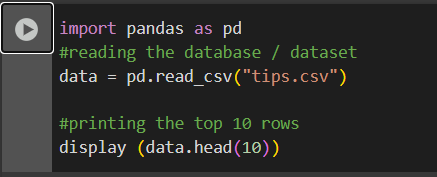 import pandas as pd
#reading the database / dataset
data = pd.read_csv("tips.csv")
#printing the top 10 rows
display (data.head(10))